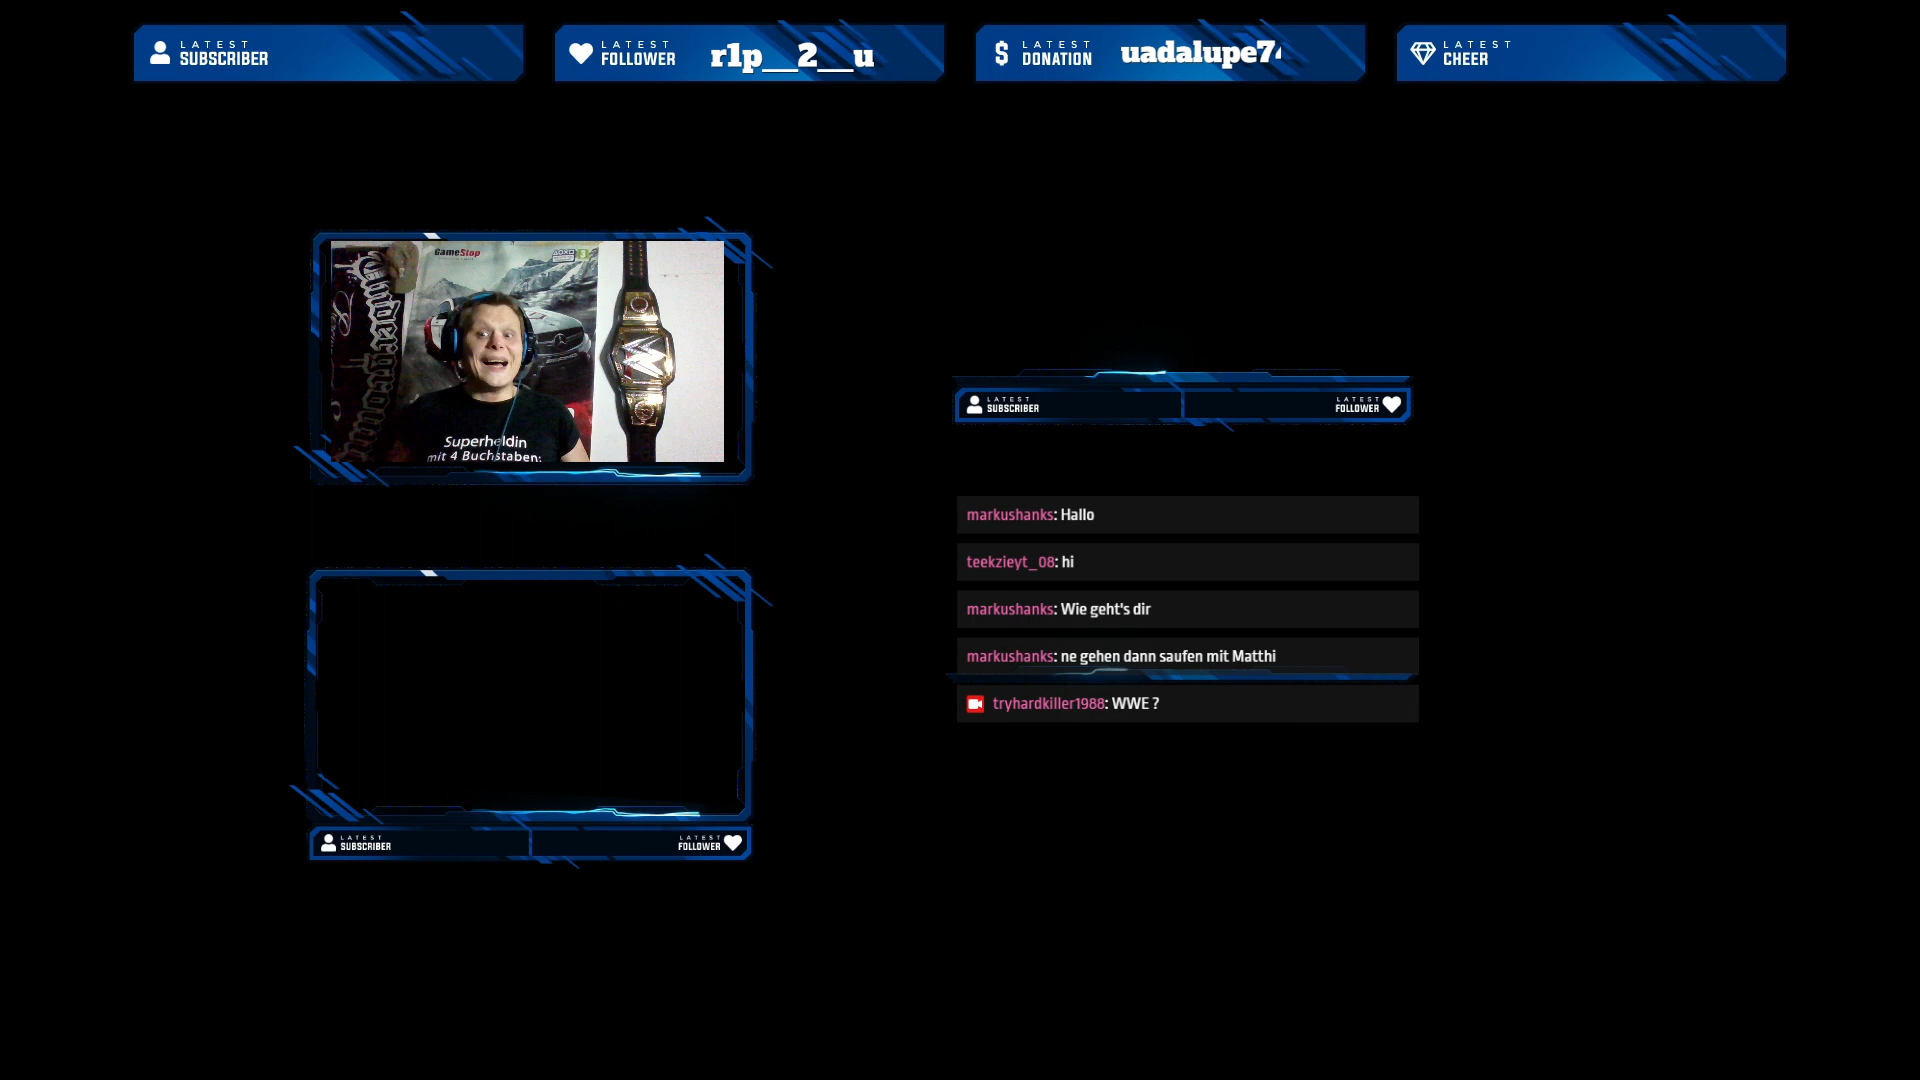 LATEST
SUBSCRIBER
LATEST
FOLLOWER
r1p__2__u
LATEST
DONATION
uadalupe74
LATEST
CHEER
GameStop
Superheldin
mit 4 Buchstaben.
LATEST
SUBSCRIBER
LATEST
FOLLOWER
markushanks: Hallo
teekzieyt_08: hi
markushanks: Wie geht's dir
markushanks: ne gehen dann saufen mit Matthi
tryhardkiller1988: WWE ?
LATEST
SUBSCRIBER
LATEST
FOLLOWER